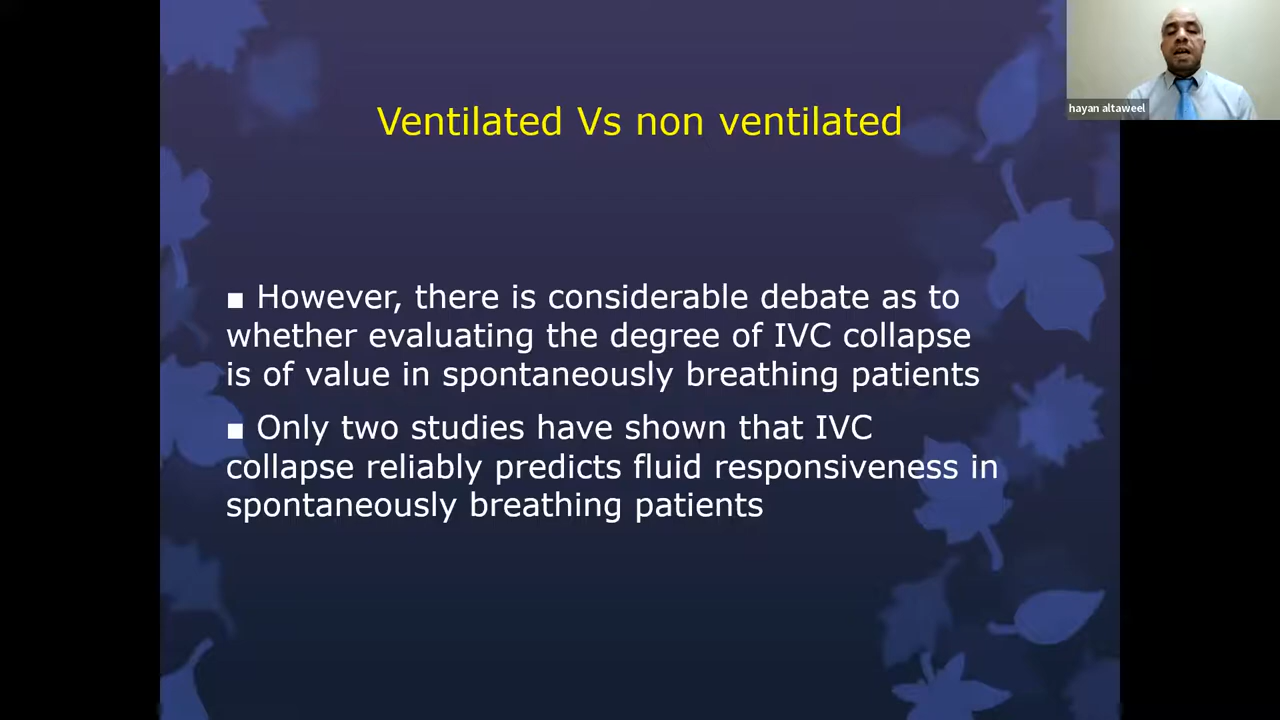 hayan altaweel
Ventilated Vs non ventilated
■ However, there is considerable debate as to
whether evaluating the degree of IVC collapse
is of value in spontaneously breathing patients
■ Only two studies have shown that IVC
collapse reliably predicts fluid responsiveness in
spontaneously breathing patients